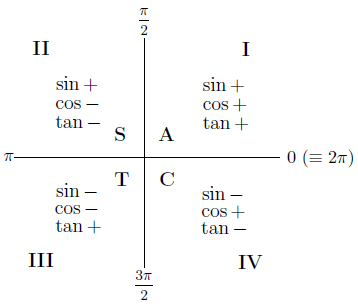 π/2
II I
sin + sin +
cos − cos +
tan − tan +
S A
π 0 (≡ 2π)
T C
sin − sin −
cos − cos +
tan + tan −
III IV
3π/2